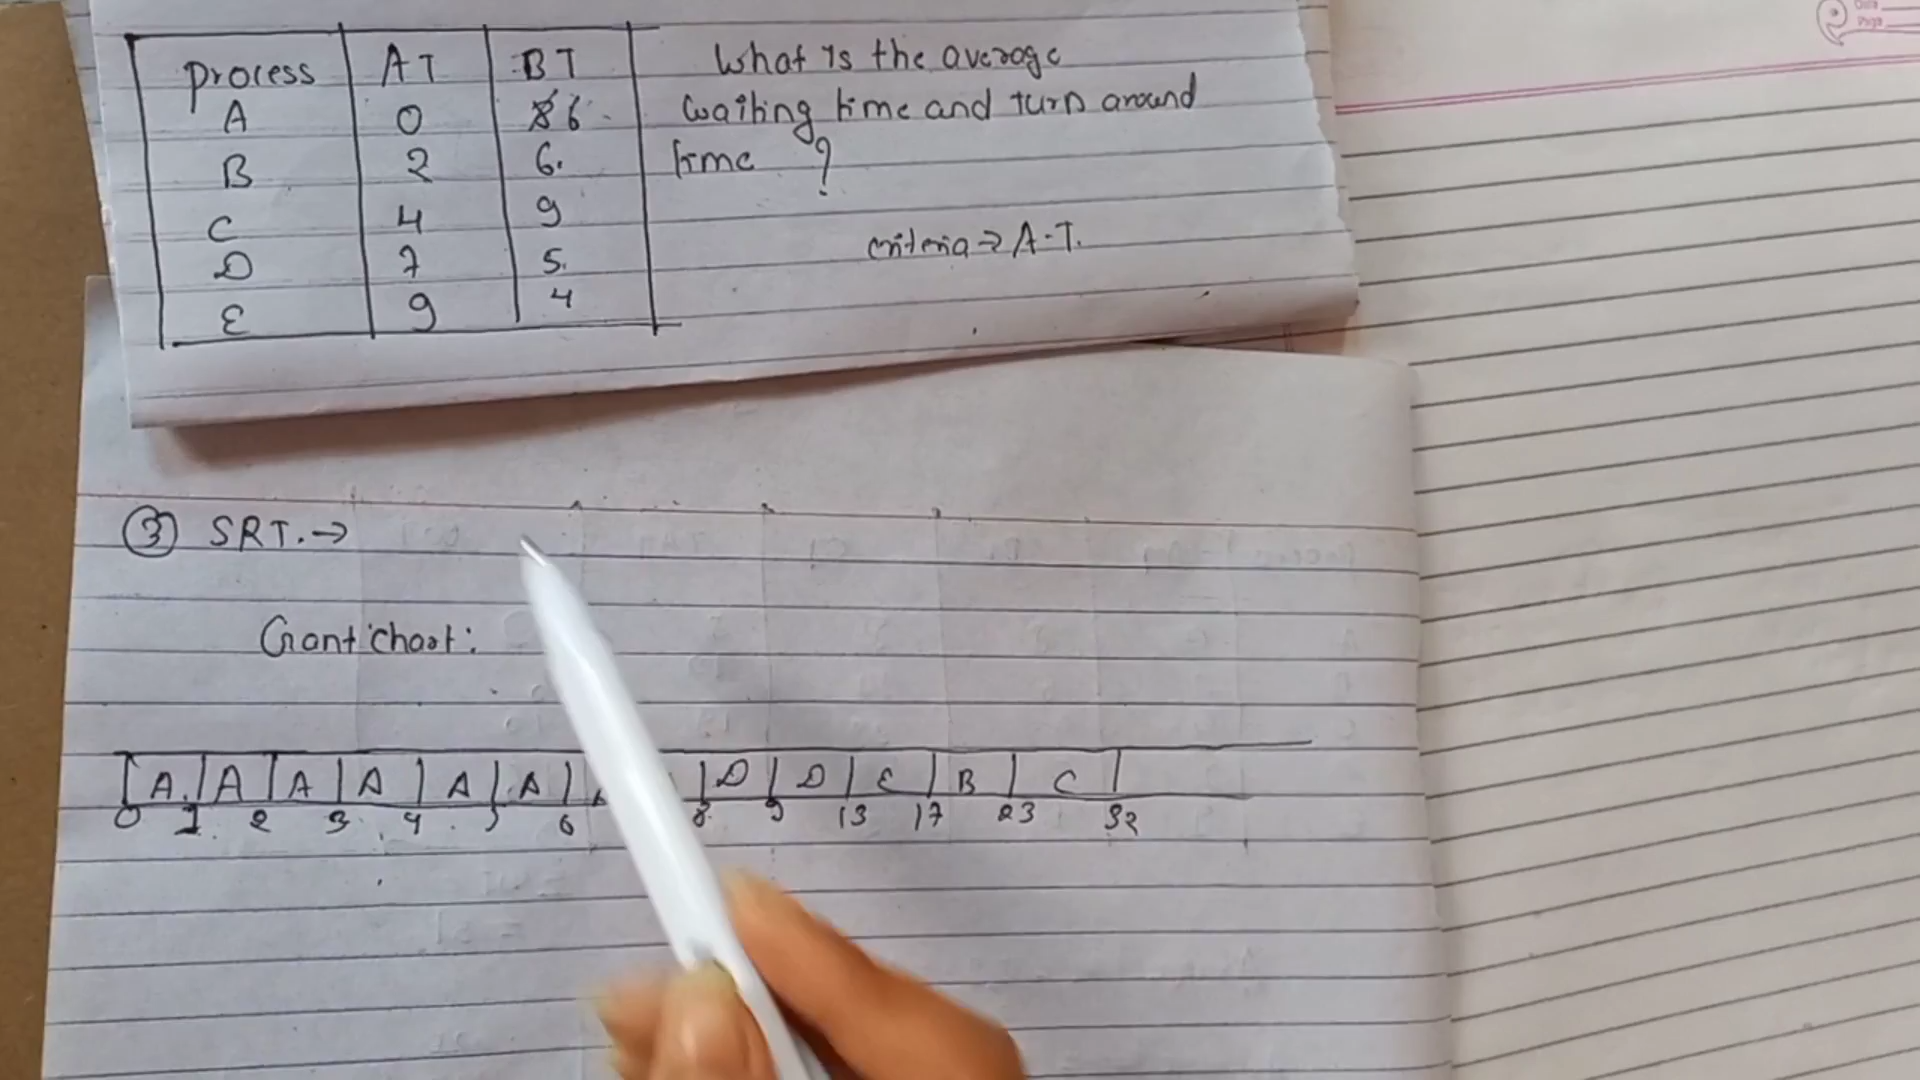 Process AT BT
A 0 6
B 2 6
C 4 9
D 7 5
E 9 4
What is the average
waiting time and turn around
time ?
criteria → A.T.
③ SRT. →
Gantt chart:
A A A A A A D D E B C
0 1 2 3 4 5 6 8 9 13 17 23 32